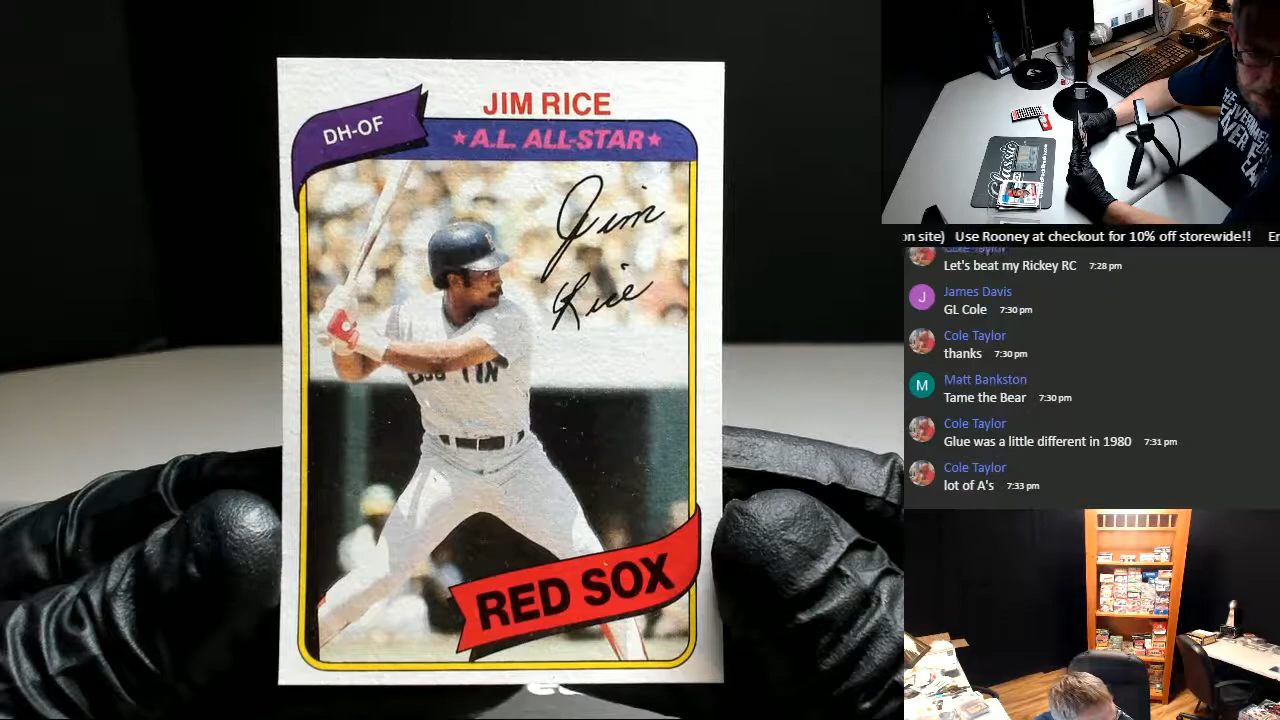 JIM RICE
DH-OF
★A.L. ALL-STAR★
Jim
Rice
RED SOX
Classic
on site) Use Rooney at checkout for 10% off storewide!! En
Cole Taylor
Let's beat my Rickey RC 7:28 pm
J
James Davis
GL Cole 7:30 pm
Cole Taylor
thanks 7:30 pm
M
Matt Bankston
Tame the Bear 7:30 pm
Cole Taylor
Glue was a little different in 1980 7:31 pm
Cole Taylor
lot of A's 7:33 pm